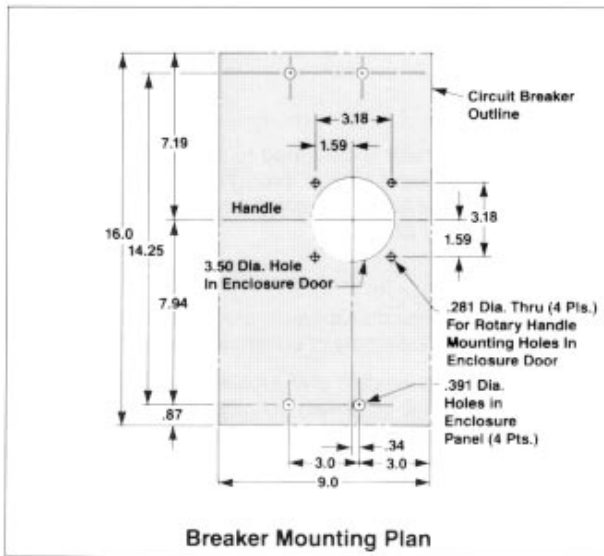 Circuit Breaker
Outline
3.18
1.59
7.19
Handle
3.18
16.0
14.25
1.59
3.50 Dia. Hole
In Enclosure Door
7.94
.281 Dia. Thru (4 Pls.)
For Rotary Handle
Mounting Holes In
Enclosure Door
.391 Dia.
Holes in
Enclosure
Panel (4 Pts.)
.87
.34
3.0
3.0
9.0
Breaker Mounting Plan